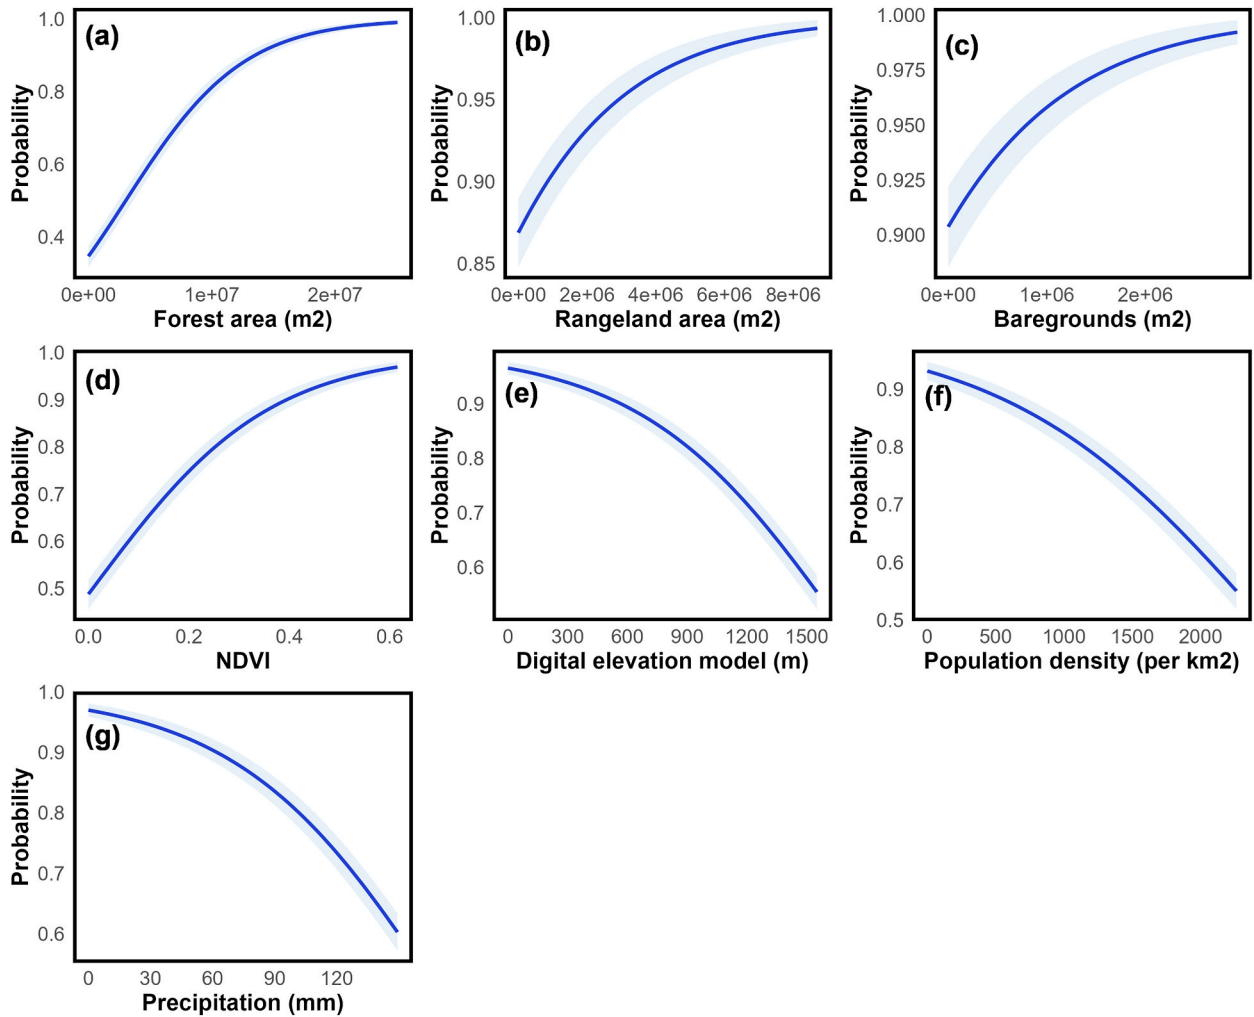 (a)
Probability
1.0
0.8
0.6
0.4
0e+00 1e+07 2e+07
Forest area (m2)
(b)
Probability
1.00
0.95
0.90
0.85
0e+00 2e+06 4e+06 6e+06 8e+06
Rangeland area (m2)
(c)
Probability
1.000
0.975
0.950
0.925
0.900
0e+00 1e+06 2e+06
Baregrounds (m2)
(d)
Probability
1.0
0.9
0.8
0.7
0.6
0.5
0.0 0.2 0.4 0.6
NDVI
(e)
Probability
0.9
0.8
0.7
0.6
0 300 600 900 1200 1500
Digital elevation model (m)
(f)
Probability
0.9
0.8
0.7
0.6
0.5
0 500 1000 1500 2000
Population density (per km2)
(g)
Probability
1.0
0.9
0.8
0.7
0.6
0 30 60 90 120
Precipitation (mm)